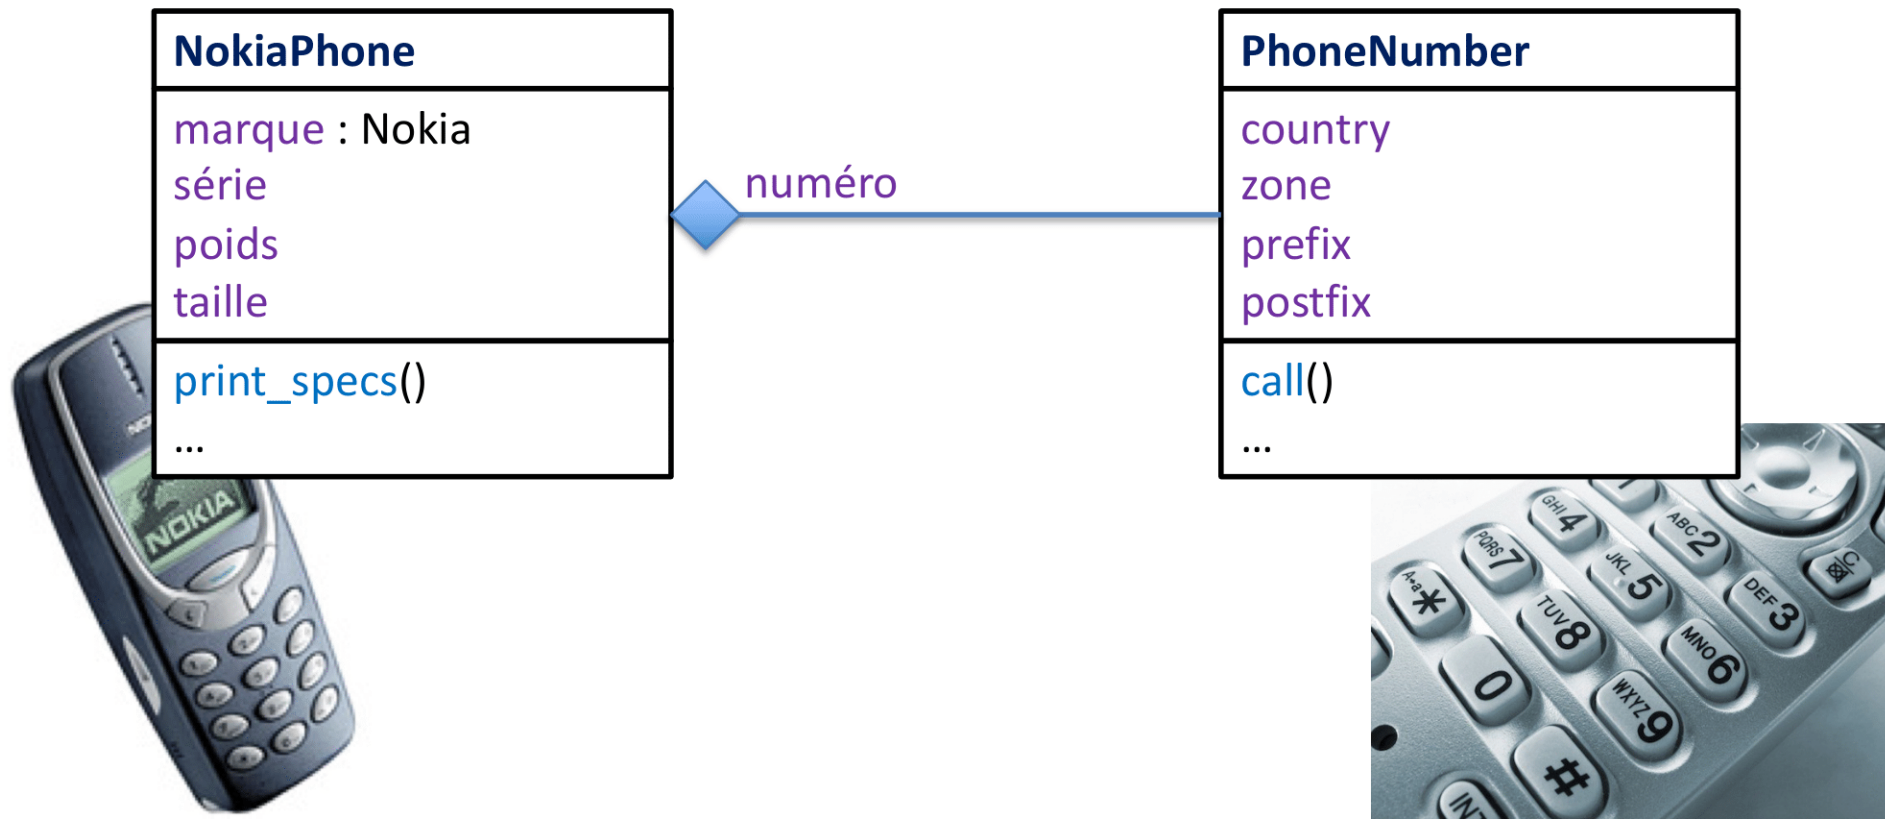 NokiaPhone
marque : Nokia
série
poids
taille
print_specs()
...
numéro
PhoneNumber
country
zone
prefix
postfix
call()
...
NOKIA
GHI 4
ABC 2
PQRS 7
JKL 5
DEF 3
A→a *
TUV 8
MNO 6
0
WXYZ 9
#
INT
C